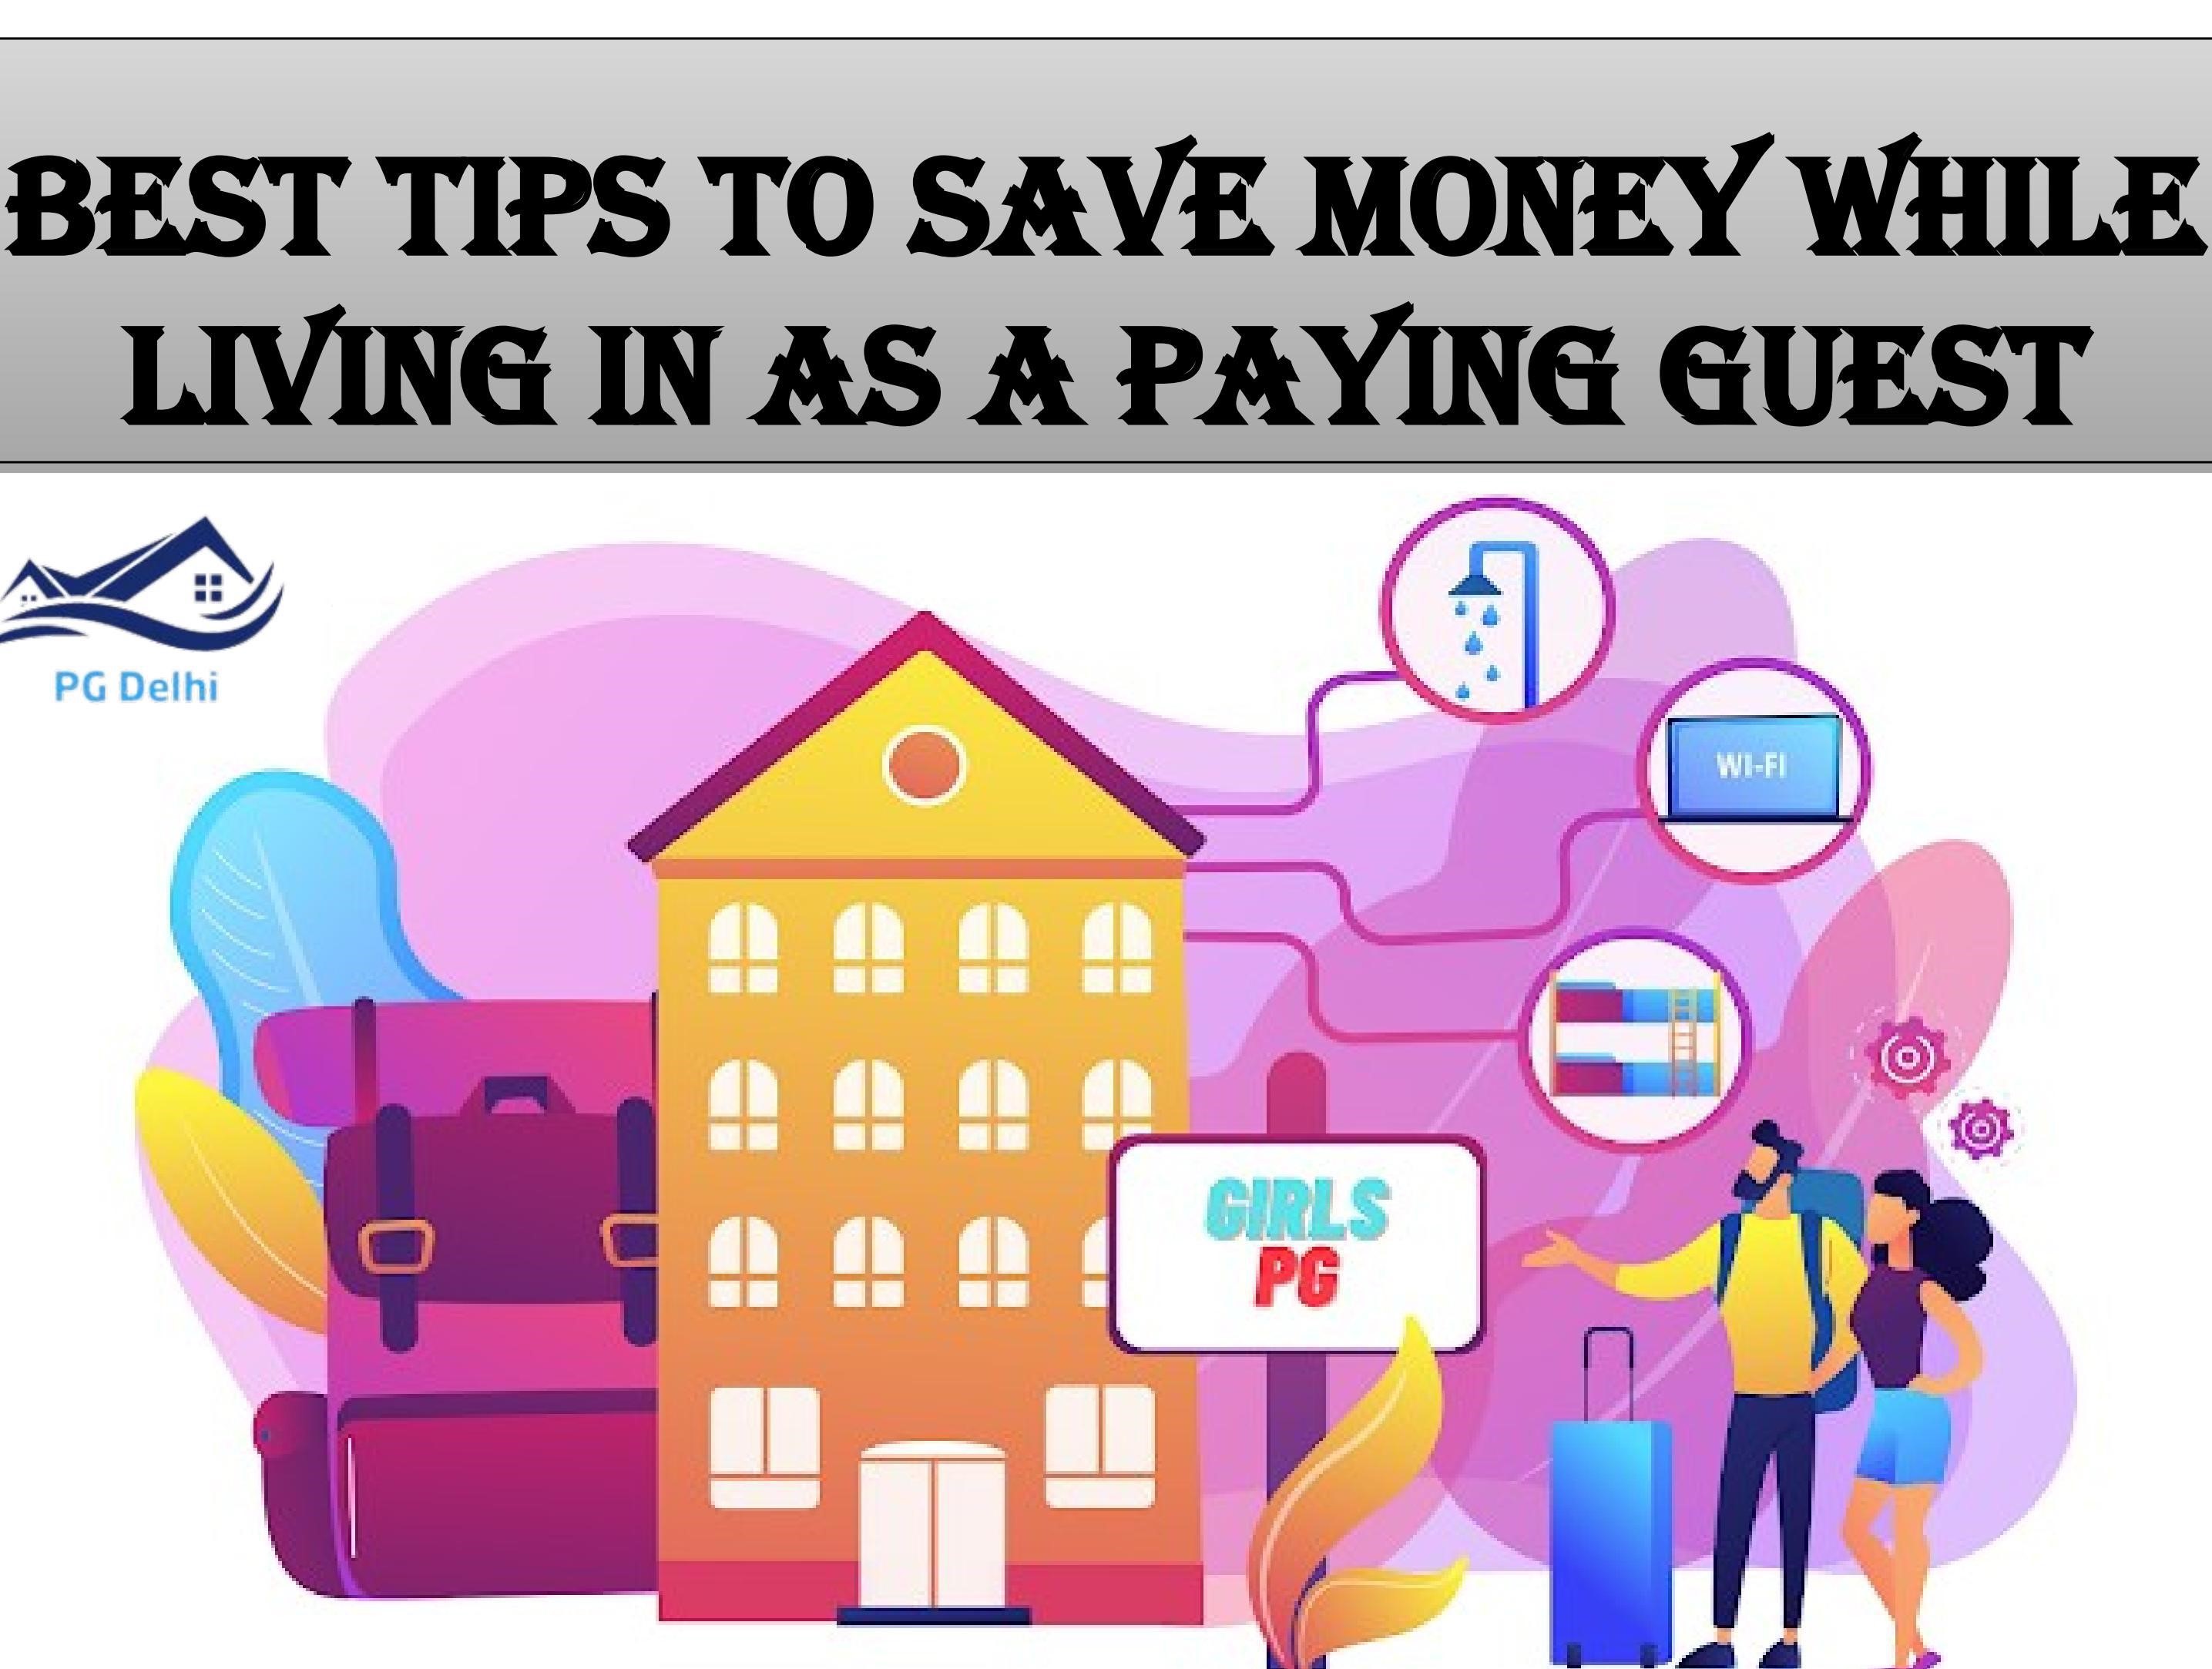 BEST TIPS TO SAVE MONEY WHILE
LIVING IN AS A PAYING GUEST
PG Delhi
WI-FI
GIRLS
PG